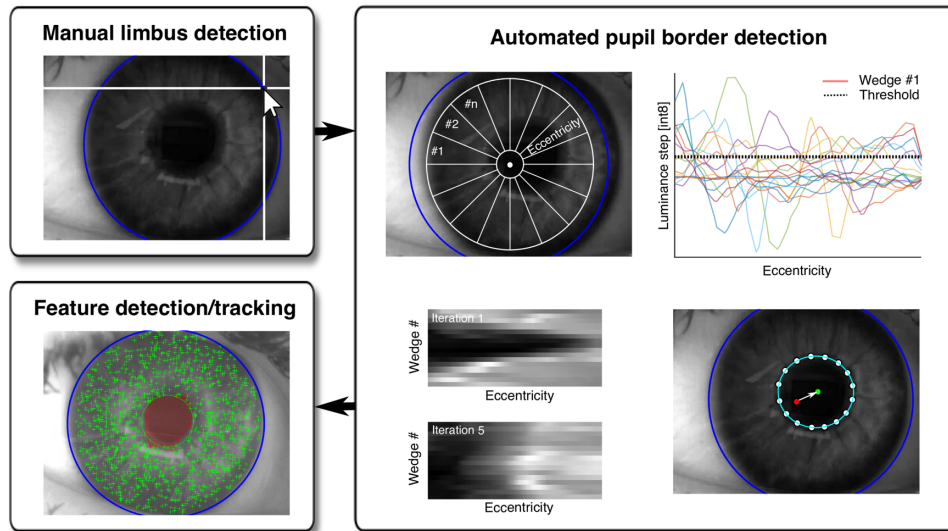 Manual limbus detection
Automated pupil border detection
#n
#2
#1
Eccentricity
Luminance step [int8]
Wedge #1
Threshold
Eccentricity
Feature detection/tracking
Wedge #
Iteration 1
Eccentricity
Wedge #
Iteration 5
Eccentricity